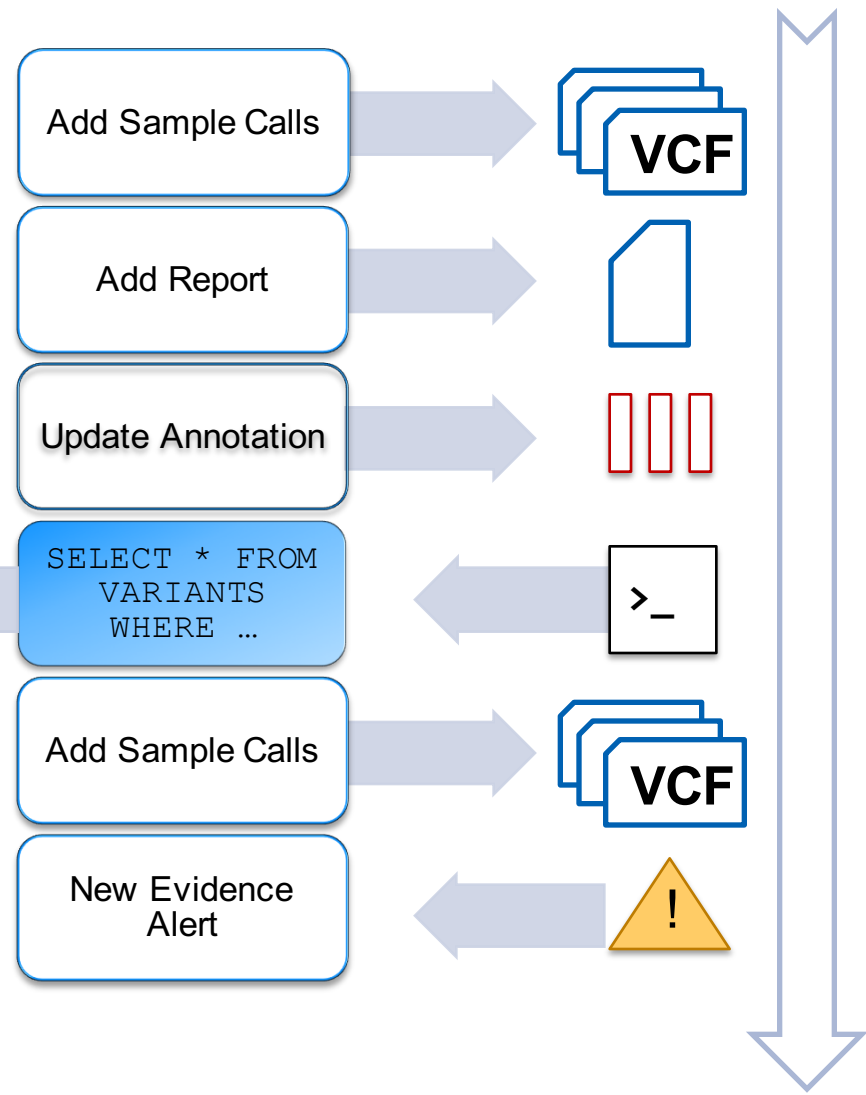 Add Sample Calls
VCF
Add Report
Update Annotation
SELECT * FROM
VARIANTS
WHERE …
>_
Add Sample Calls
VCF
New Evidence
Alert
!